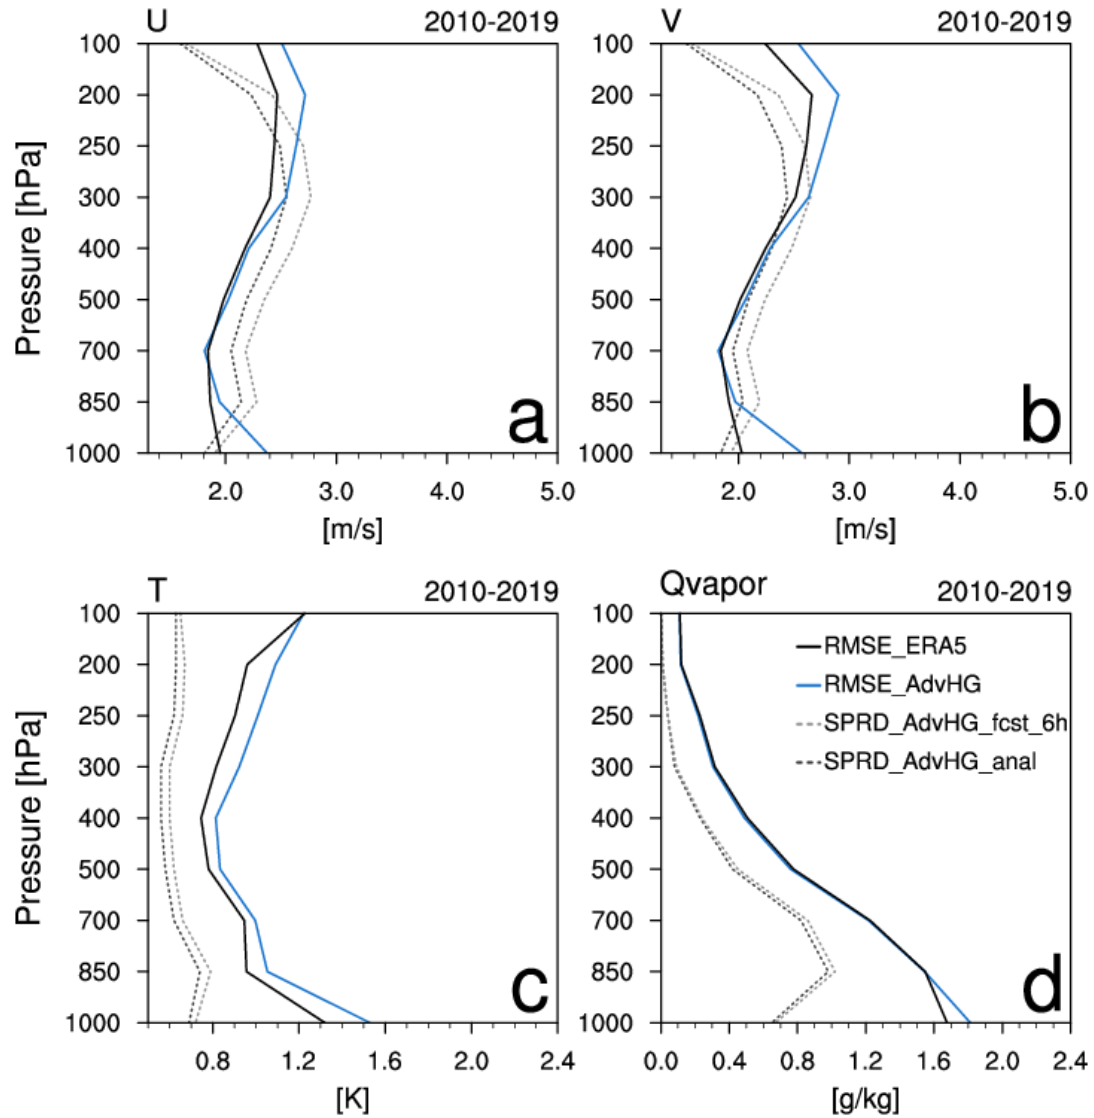 U 2010-2019
V 2010-2019
Pressure [hPa]
100
200
250
300
400
500
700
850
1000
100
200
250
300
400
500
700
850
1000
a
b
2.0 3.0 4.0 5.0
2.0 3.0 4.0 5.0
[m/s]
[m/s]
T 2010-2019
Qvapor 2010-2019
Pressure [hPa]
100
200
250
300
400
500
700
850
1000
100
200
250
300
400
500
700
850
1000
RMSE_ERA5
RMSE_AdvHG
SPRD_AdvHG_fcst_6h
SPRD_AdvHG_anal
c
d
0.8 1.2 1.6 2.0 2.4
0.0 0.4 0.8 1.2 1.6 2.0 2.4
[K]
[g/kg]